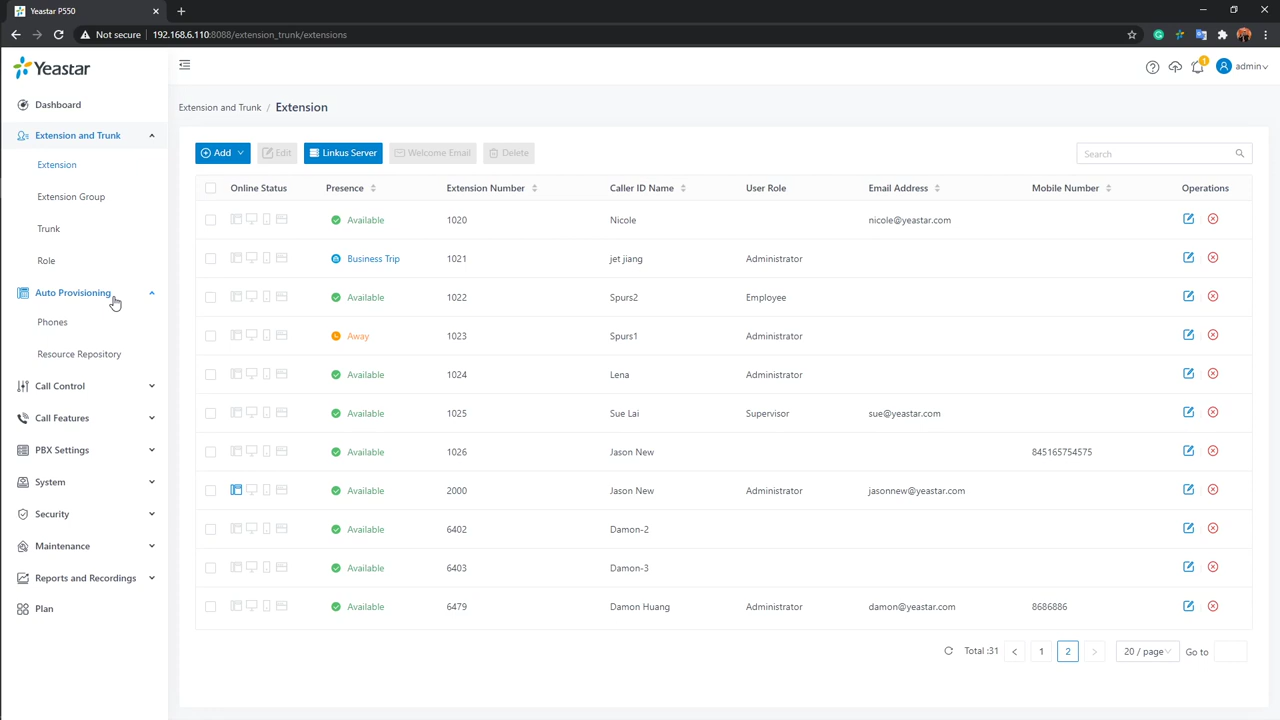 Yeastar P550
Not secure 192.168.6.110:8088/extension_trunk/extensions
Yeastar
1
admin
Dashboard
Extension and Trunk
Extension
Extension Group
Trunk
Role
Auto Provisioning
Phones
Resource Repository
Call Control
Call Features
PBX Settings
System
Security
Maintenance
Reports and Recordings
Plan
Extension and Trunk / Extension
Add Edit Linkus Server Welcome Email Delete Search
Online Status Presence Extension Number Caller ID Name User Role Email Address Mobile Number Operations
Available 1020 Nicole nicole@yeastar.com
Business Trip 1021 jet jiang Administrator
Available 1022 Spurs2 Employee
Away 1023 Spurs1 Administrator
Available 1024 Lena Administrator
Available 1025 Sue Lai Supervisor sue@yeastar.com
Available 1026 Jason New 845165754575
Available 2000 Jason New Administrator jasonnew@yeastar.com
Available 6402 Damon-2
Available 6403 Damon-3
Available 6479 Damon Huang Administrator damon@yeastar.com 8686886
Total :31 < 1 2 > 20 / page Go to